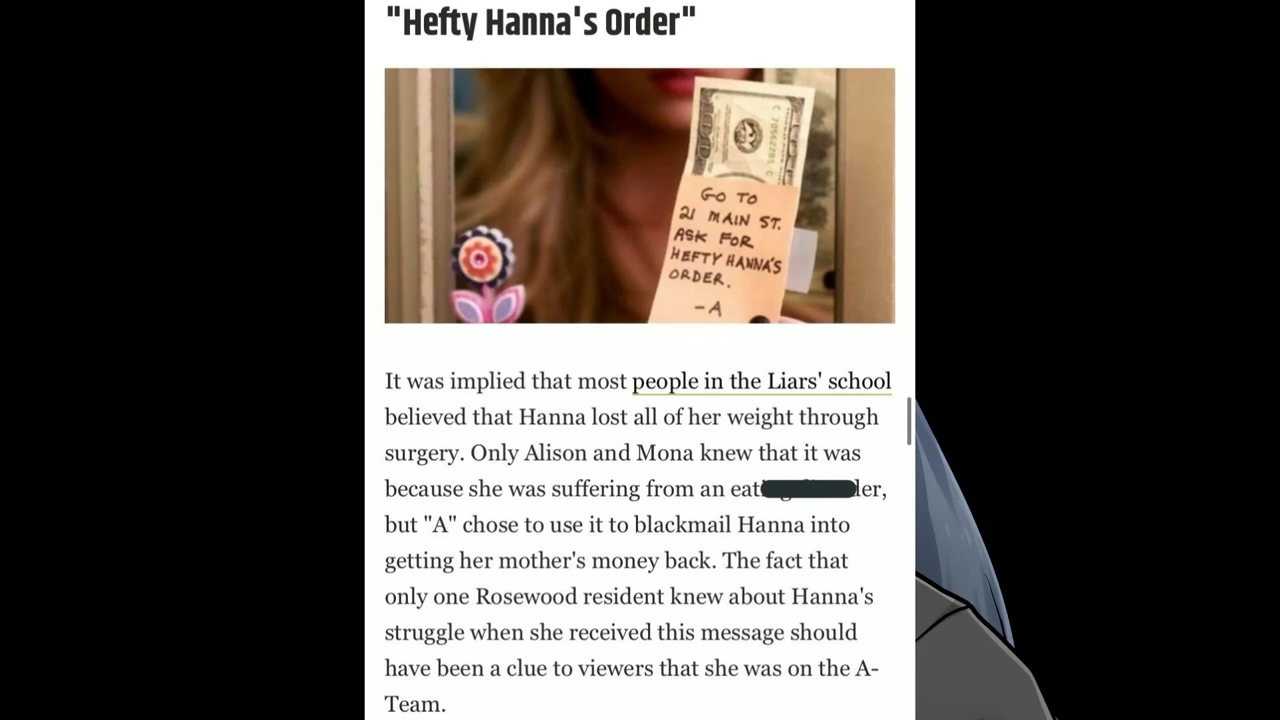 "Hefty Hanna's Order"
C 7056220S C
GO TO
21 MAIN ST.
ASK FOR
HEFTY HANNA'S
ORDER.
-A
It was implied that most people in the Liars' school
believed that Hanna lost all of her weight through
surgery. Only Alison and Mona knew that it was
because she was suffering from an
but "A" chose to use it to blackmail Hanna into
getting her mother's money back. The fact that
only one Rosewood resident knew about Hanna's
struggle when she received this message should
have been a clue to viewers that she was on the A-
Team.